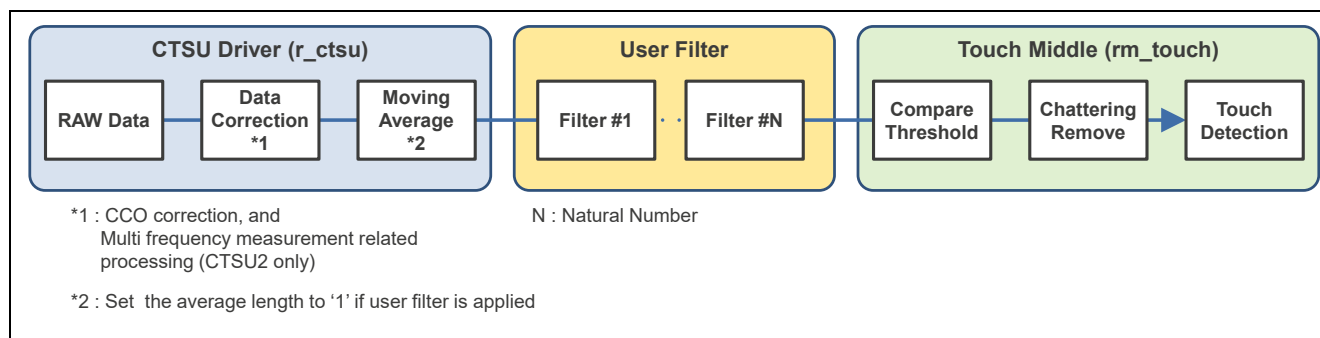 CTSU Driver (r_ctsu)
RAW Data
Data
Correction
*1
Moving
Average
*2
User Filter
Filter #1
· ·
Filter #N
Touch Middle (rm_touch)
Compare
Threshold
Chattering
Remove
Touch
Detection
*1 : CCO correction, and
Multi frequency measurement related
processing (CTSU2 only)
*2 : Set the average length to ‘1’ if user filter is applied
N : Natural Number